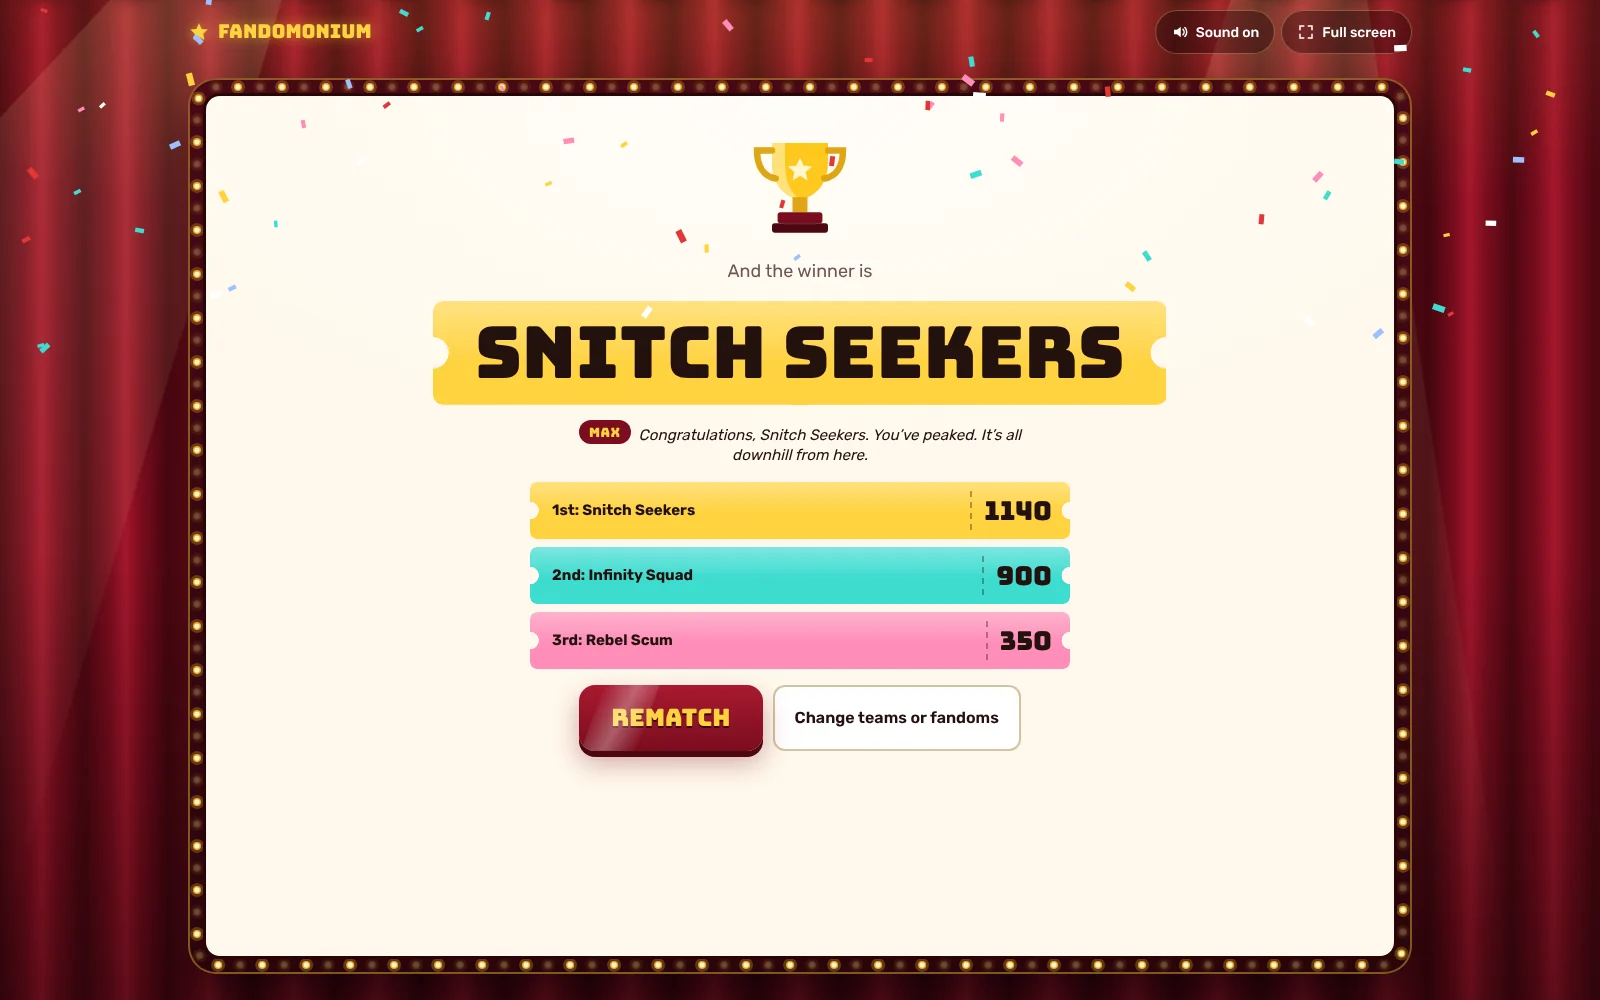 FANDOMONIUM
Sound on
Full screen
And the winner is
SNITCH SEEKERS
MAX Congratulations, Snitch Seekers. You’ve peaked. It’s all
downhill from here.
1st: Snitch Seekers 1140
2nd: Infinity Squad 900
3rd: Rebel Scum 350
REMATCH
Change teams or fandoms